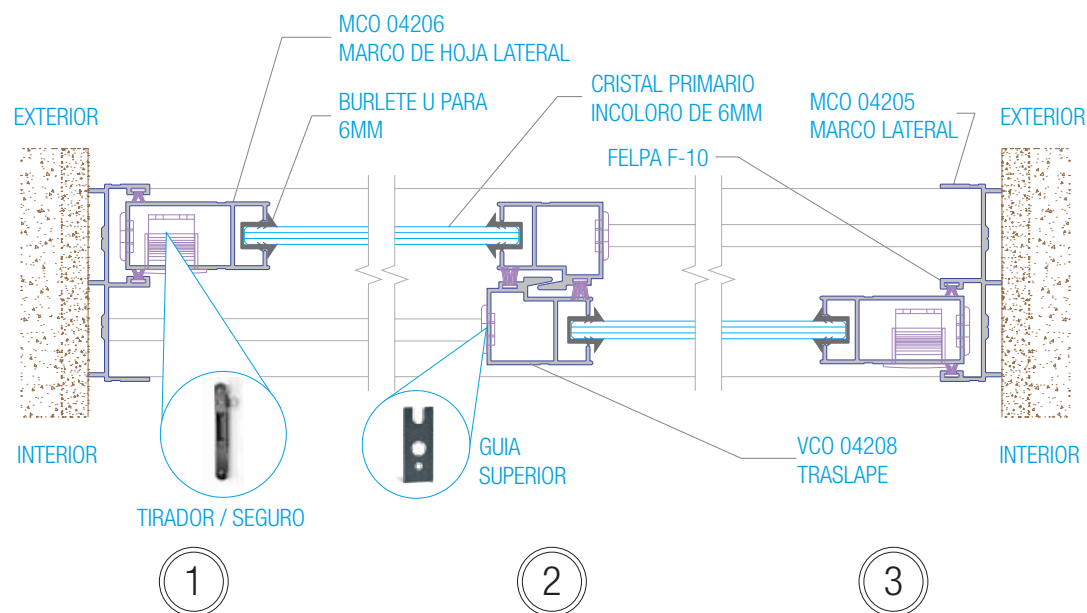 MCO 04206
MARCO DE HOJA LATERAL
BURLETE U PARA
6MM
CRISTAL PRIMARIO
INCOLORO DE 6MM
MCO 04205
MARCO LATERAL
FELPA F-10
EXTERIOR
EXTERIOR
INTERIOR
INTERIOR
GUIA
SUPERIOR
VCO 04208
TRASLAPE
TIRADOR / SEGURO
1
2
3